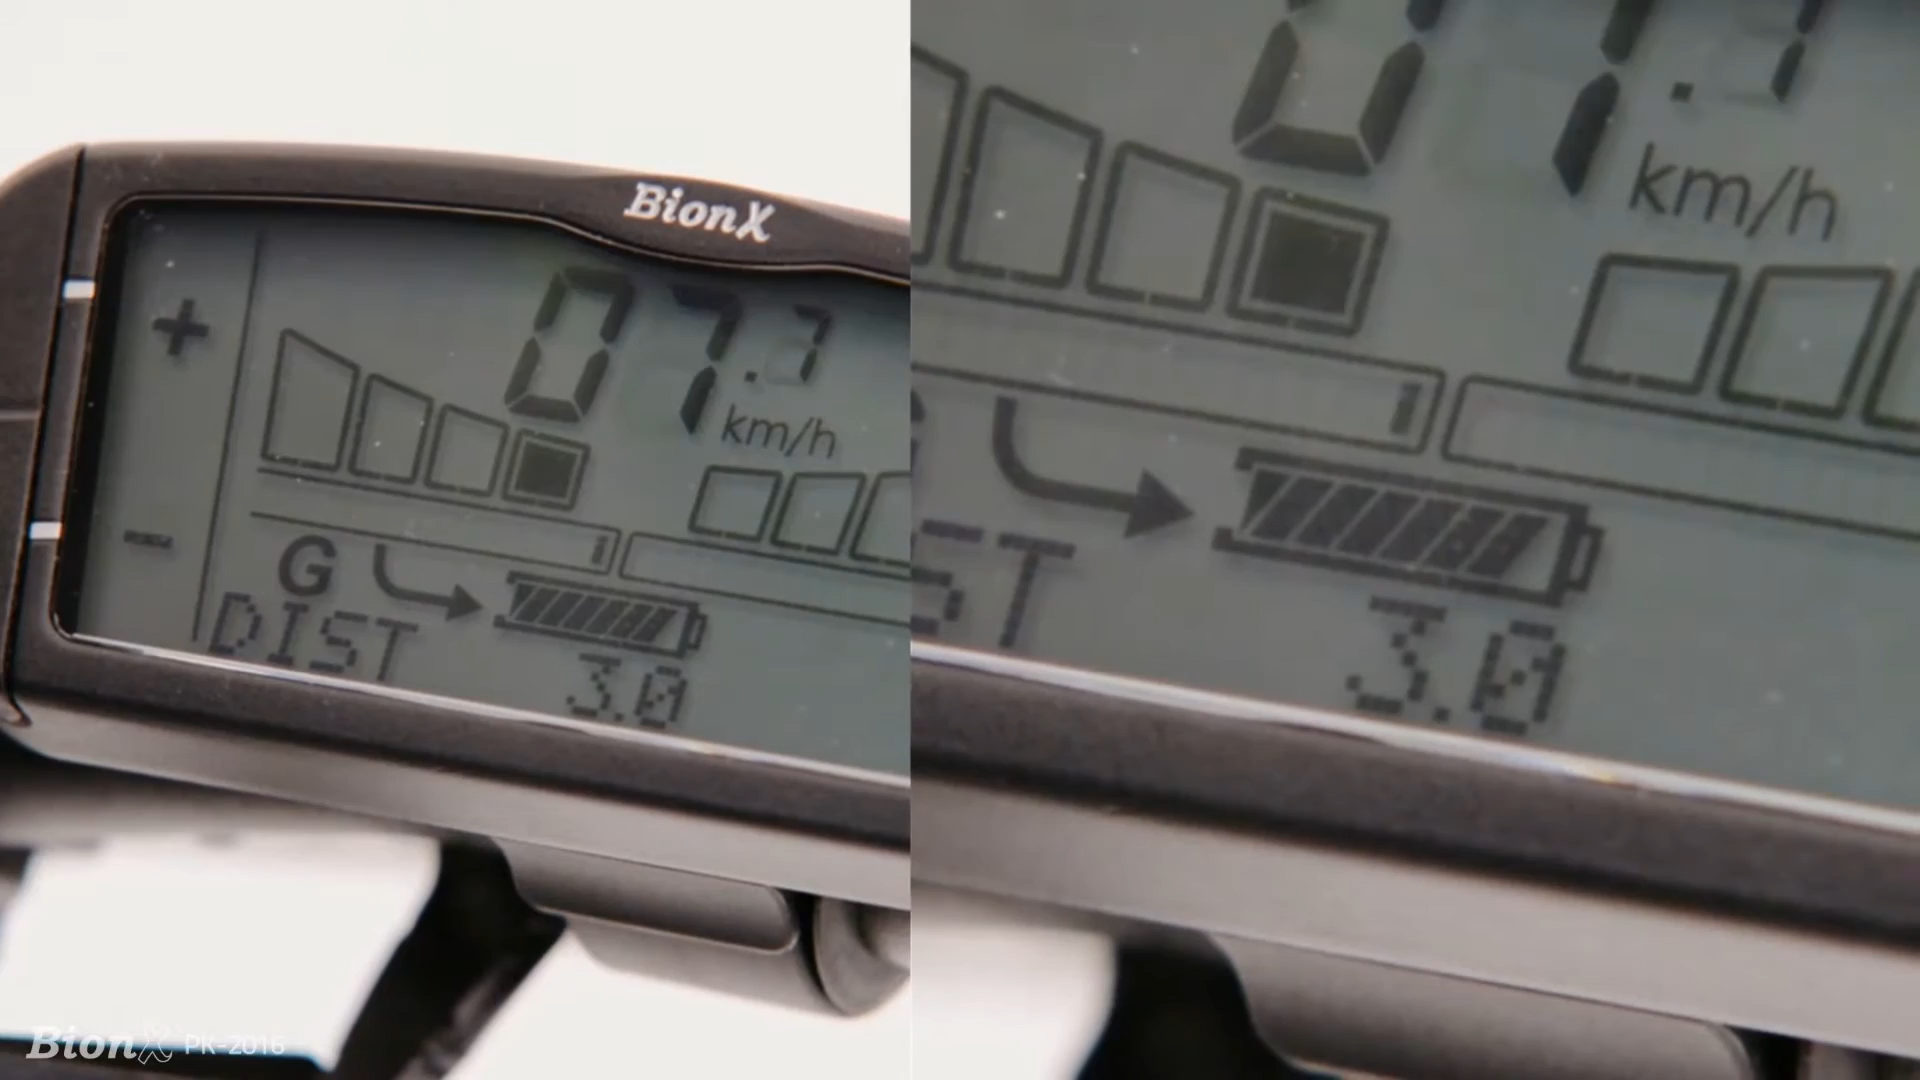 BionX
+
07.7
km/h
-
G
DIST
3.0
07.7
km/h
ST
3.0
BionX PK-2016